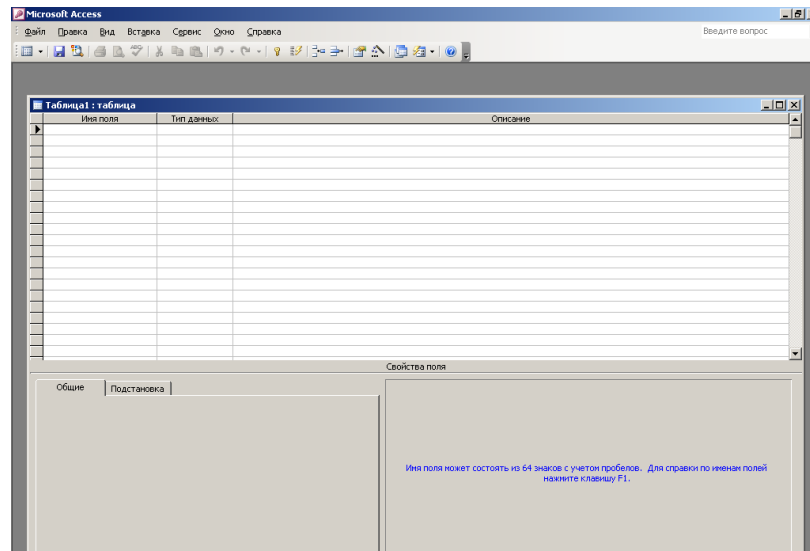 Microsoft Access
Файл Правка Вид Вставка Сервис Окно Справка Введите вопрос
Таблица1 : таблица
Имя поля Тип данных Описание
Свойства поля
Общие Подстановка
Имя поля может состоять из 64 знаков с учетом пробелов. Для справки по именам полей
нажмите клавишу F1.